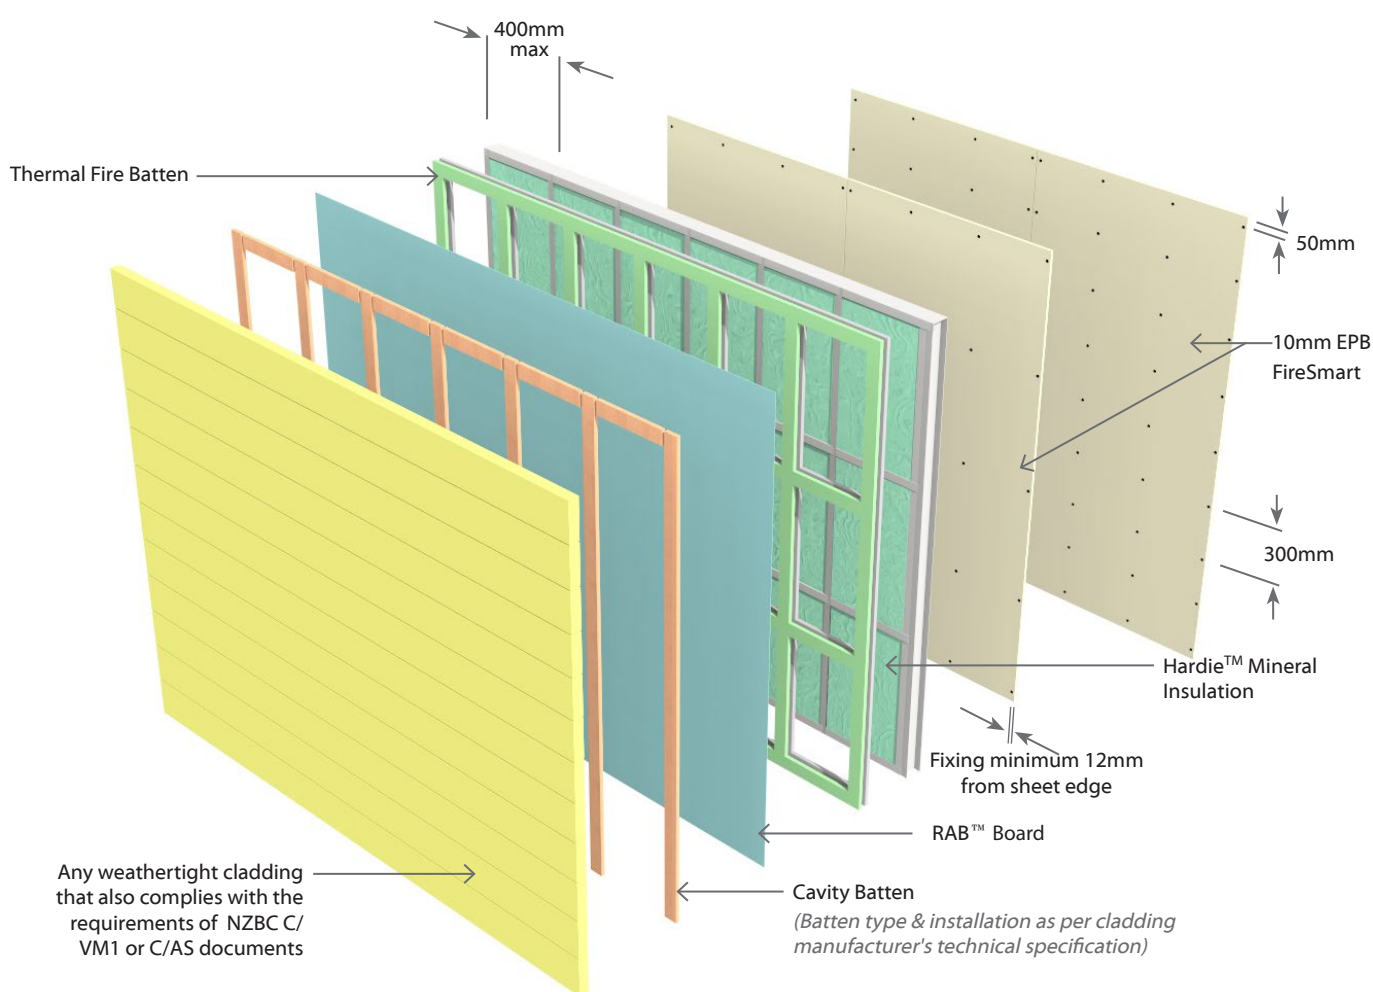 400mm
max
Thermal Fire Batten
50mm
10mm EPB
FireSmart
300mm
Hardie™ Mineral
Insulation
Fixing minimum 12mm
from sheet edge
RAB™ Board
Any weathertight cladding
that also complies with the
requirements of NZBC C/
VM1 or C/AS documents
Cavity Batten
(Batten type & installation as per cladding
manufacturer's technical specification)